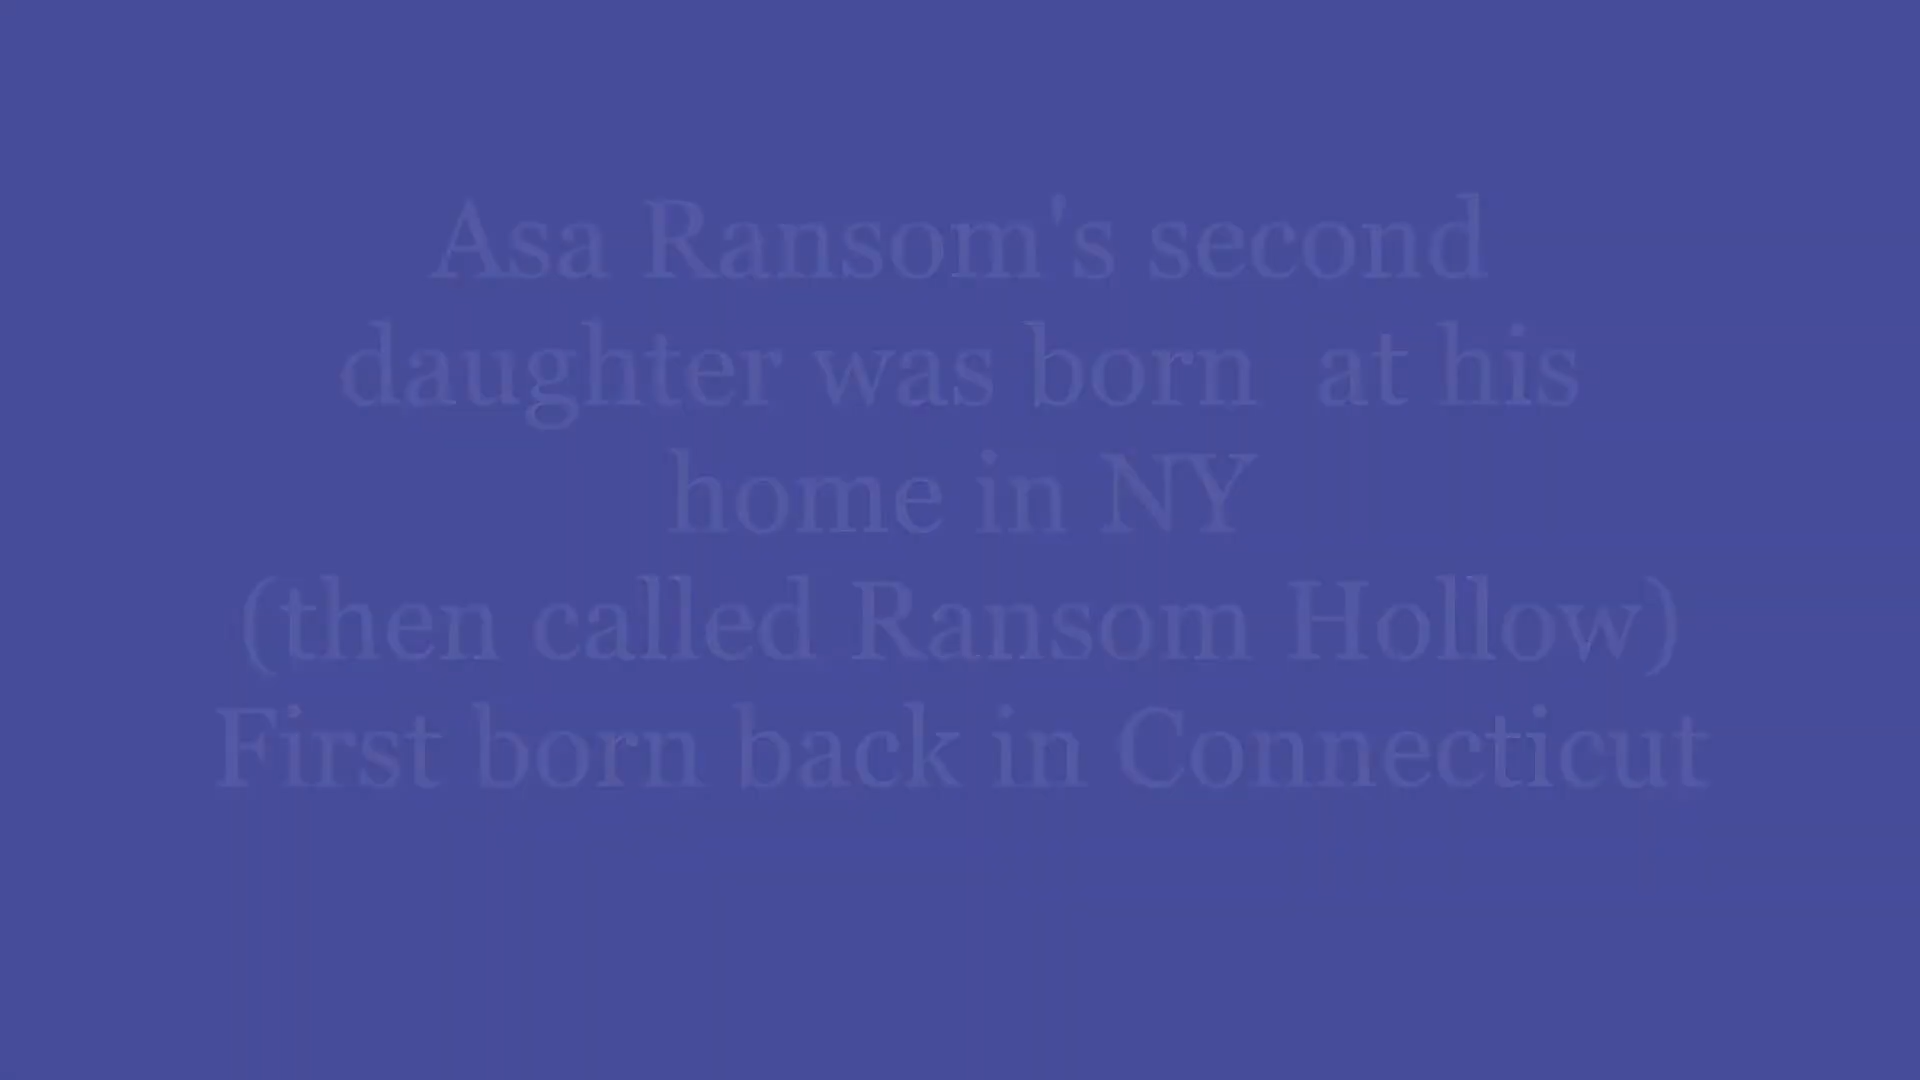 Asa Ransom's second
daughter was born  at his
home in NY
(then called Ransom Hollow)
First born back in Connecticut